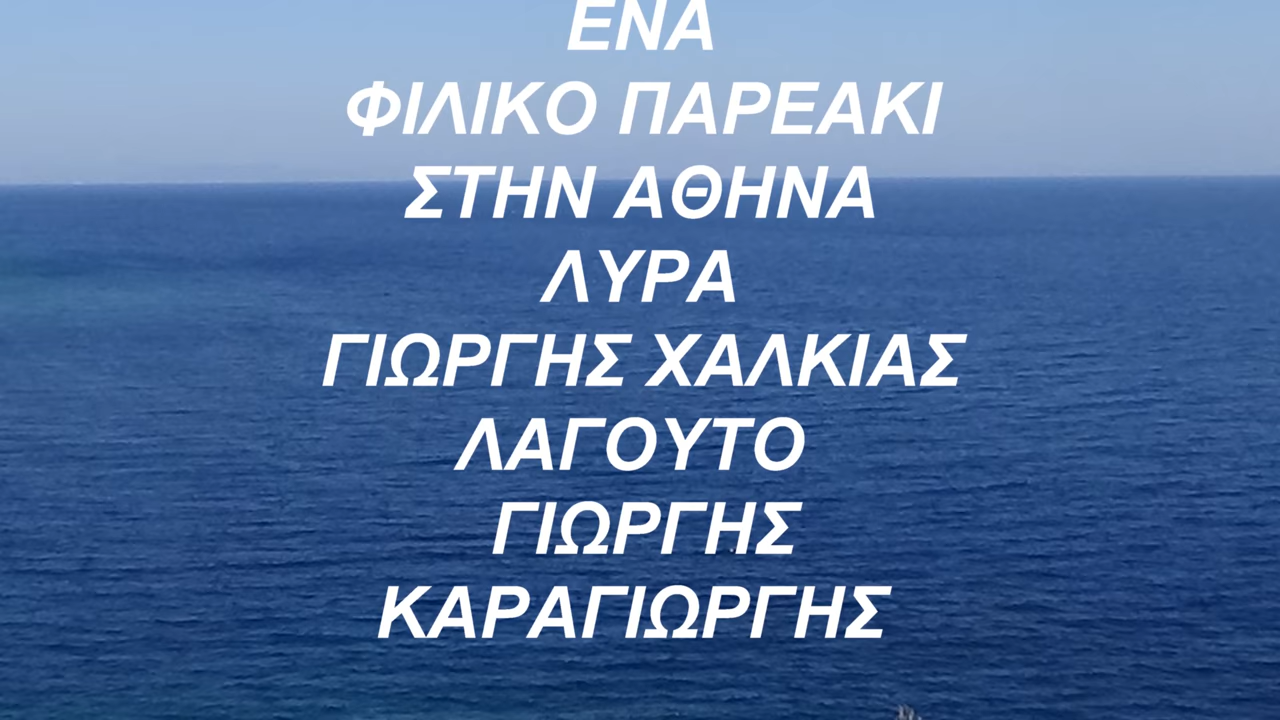 ΕΝΑ
ΦΙΛΙΚΟ ΠΑΡΕΑΚΙ
ΣΤΗΝ ΑΘΗΝΑ
ΛΥΡΑ
ΓΙΩΡΓΗΣ ΧΑΛΚΙΑΣ
ΛΑΓΟΥΤΟ
ΓΙΩΡΓΗΣ
ΚΑΡΑΓΙΩΡΓΗΣ